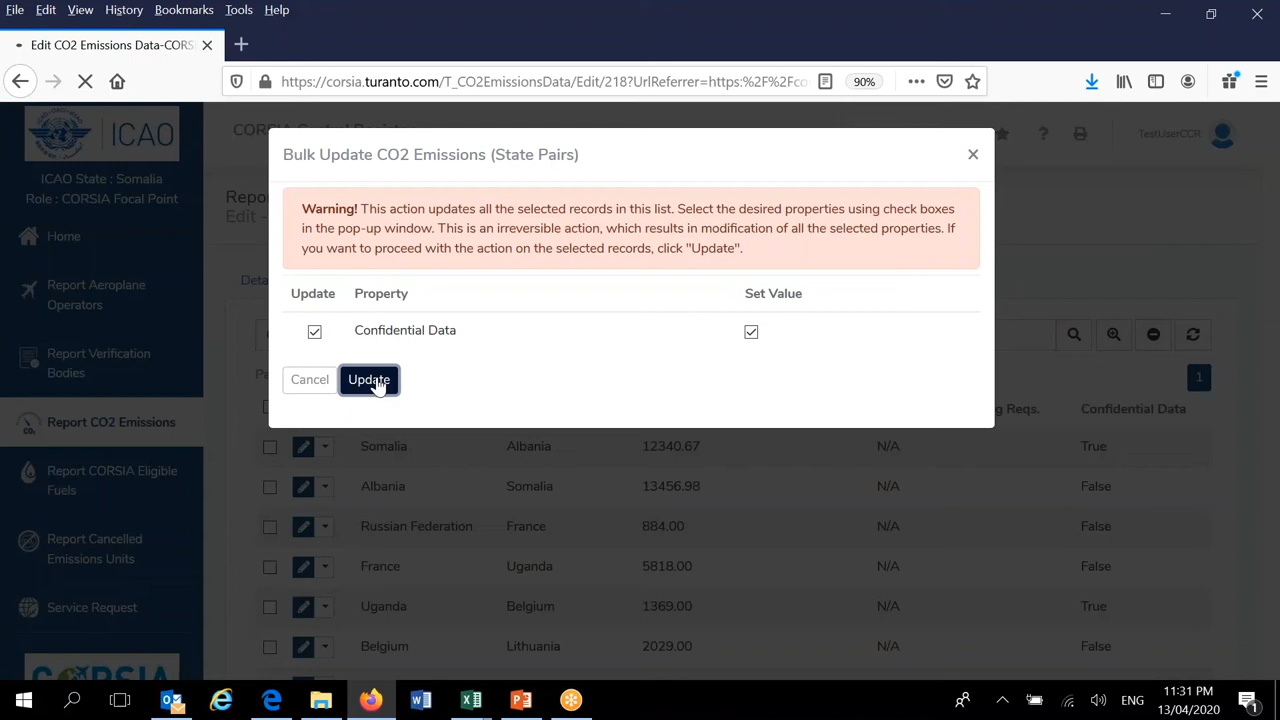 File Edit View History Bookmarks Tools Help
Edit CO2 Emissions Data-CORS
https://corsia.turanto.com/T_CO2EmissionsData/Edit/218?UrlReferrer=https:%2F%2Fco
90%
ICAO
ICAO State : Somalia
Role : CORSIA Focal Point
Home
Report Aeroplane
Operators
Report Verification
Bodies
Report CO2 Emissions
Report CORSIA Eligible
Fuels
Report Cancelled
Emissions Units
Service Request
CORSIA
TestUserCCR
Repor
Edit -
Deta
Bulk Update CO2 Emissions (State Pairs)
Warning! This action updates all the selected records in this list. Select the desired properties using check boxes
in the pop-up window. This is an irreversible action, which results in modification of all the selected properties. If
you want to proceed with the action on the selected records, click "Update".
Update Property Set Value
Confidential Data
Cancel Update
1
g Reqs. Confidential Data
Somalia Albania 12340.67 N/A True
Albania Somalia 13456.98 N/A False
Russian Federation France 884.00 N/A False
France Uganda 5818.00 N/A False
Uganda Belgium 1369.00 N/A True
Belgium Lithuania 2029.00 N/A False
ENG
11:31 PM
13/04/2020
1